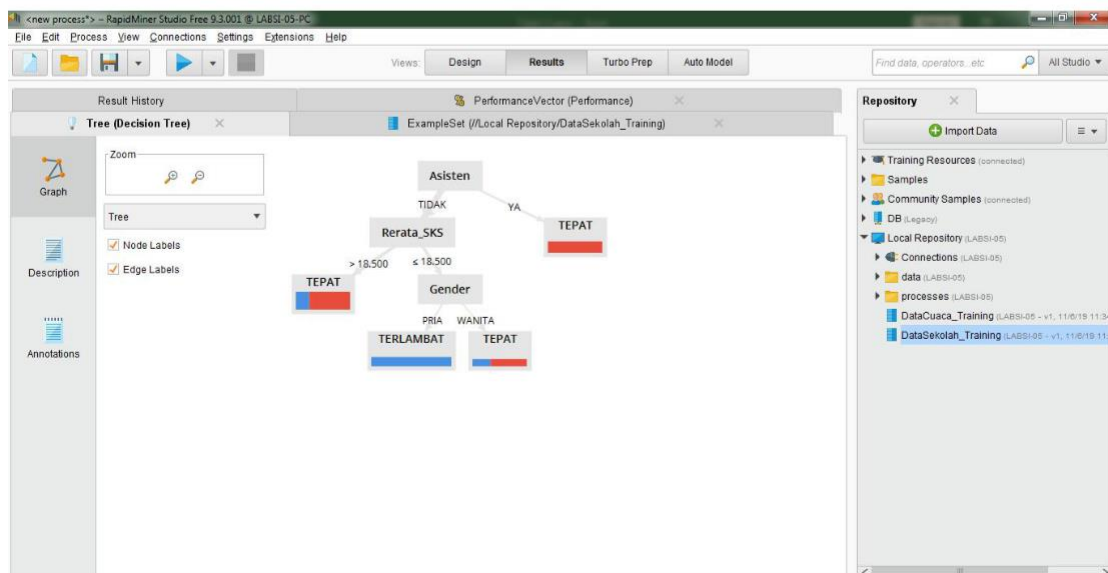 <new process*> – RapidMiner Studio Free 9.3.001 @ LABSI-05-PC
File Edit Process View Connections Settings Extensions Help
Views: Design Results Turbo Prep Auto Model
Find data, operators...etc All Studio
Result History PerformanceVector (Performance)
Tree (Decision Tree) ExampleSet (//Local Repository/DataSekolah_Training)
Repository
Import Data
Graph
Description
Annotations
Zoom
Tree
Node Labels
Edge Labels
Asisten
TIDAK YA
Rerata_SKS TEPAT
> 18.500 ≤ 18.500
TEPAT Gender
PRIA WANITA
TERLAMBAT TEPAT
Training Resources (connected)
Samples
Community Samples (connected)
DB (Legacy)
Local Repository (LABSI-05)
Connections (LABSI-05)
data (LABSI-05)
processes (LABSI-05)
DataCuaca_Training (LABSI-05 - v1, 11/6/19 11:3
DataSekolah_Training (LABSI-05 - v1, 11/6/19 11: